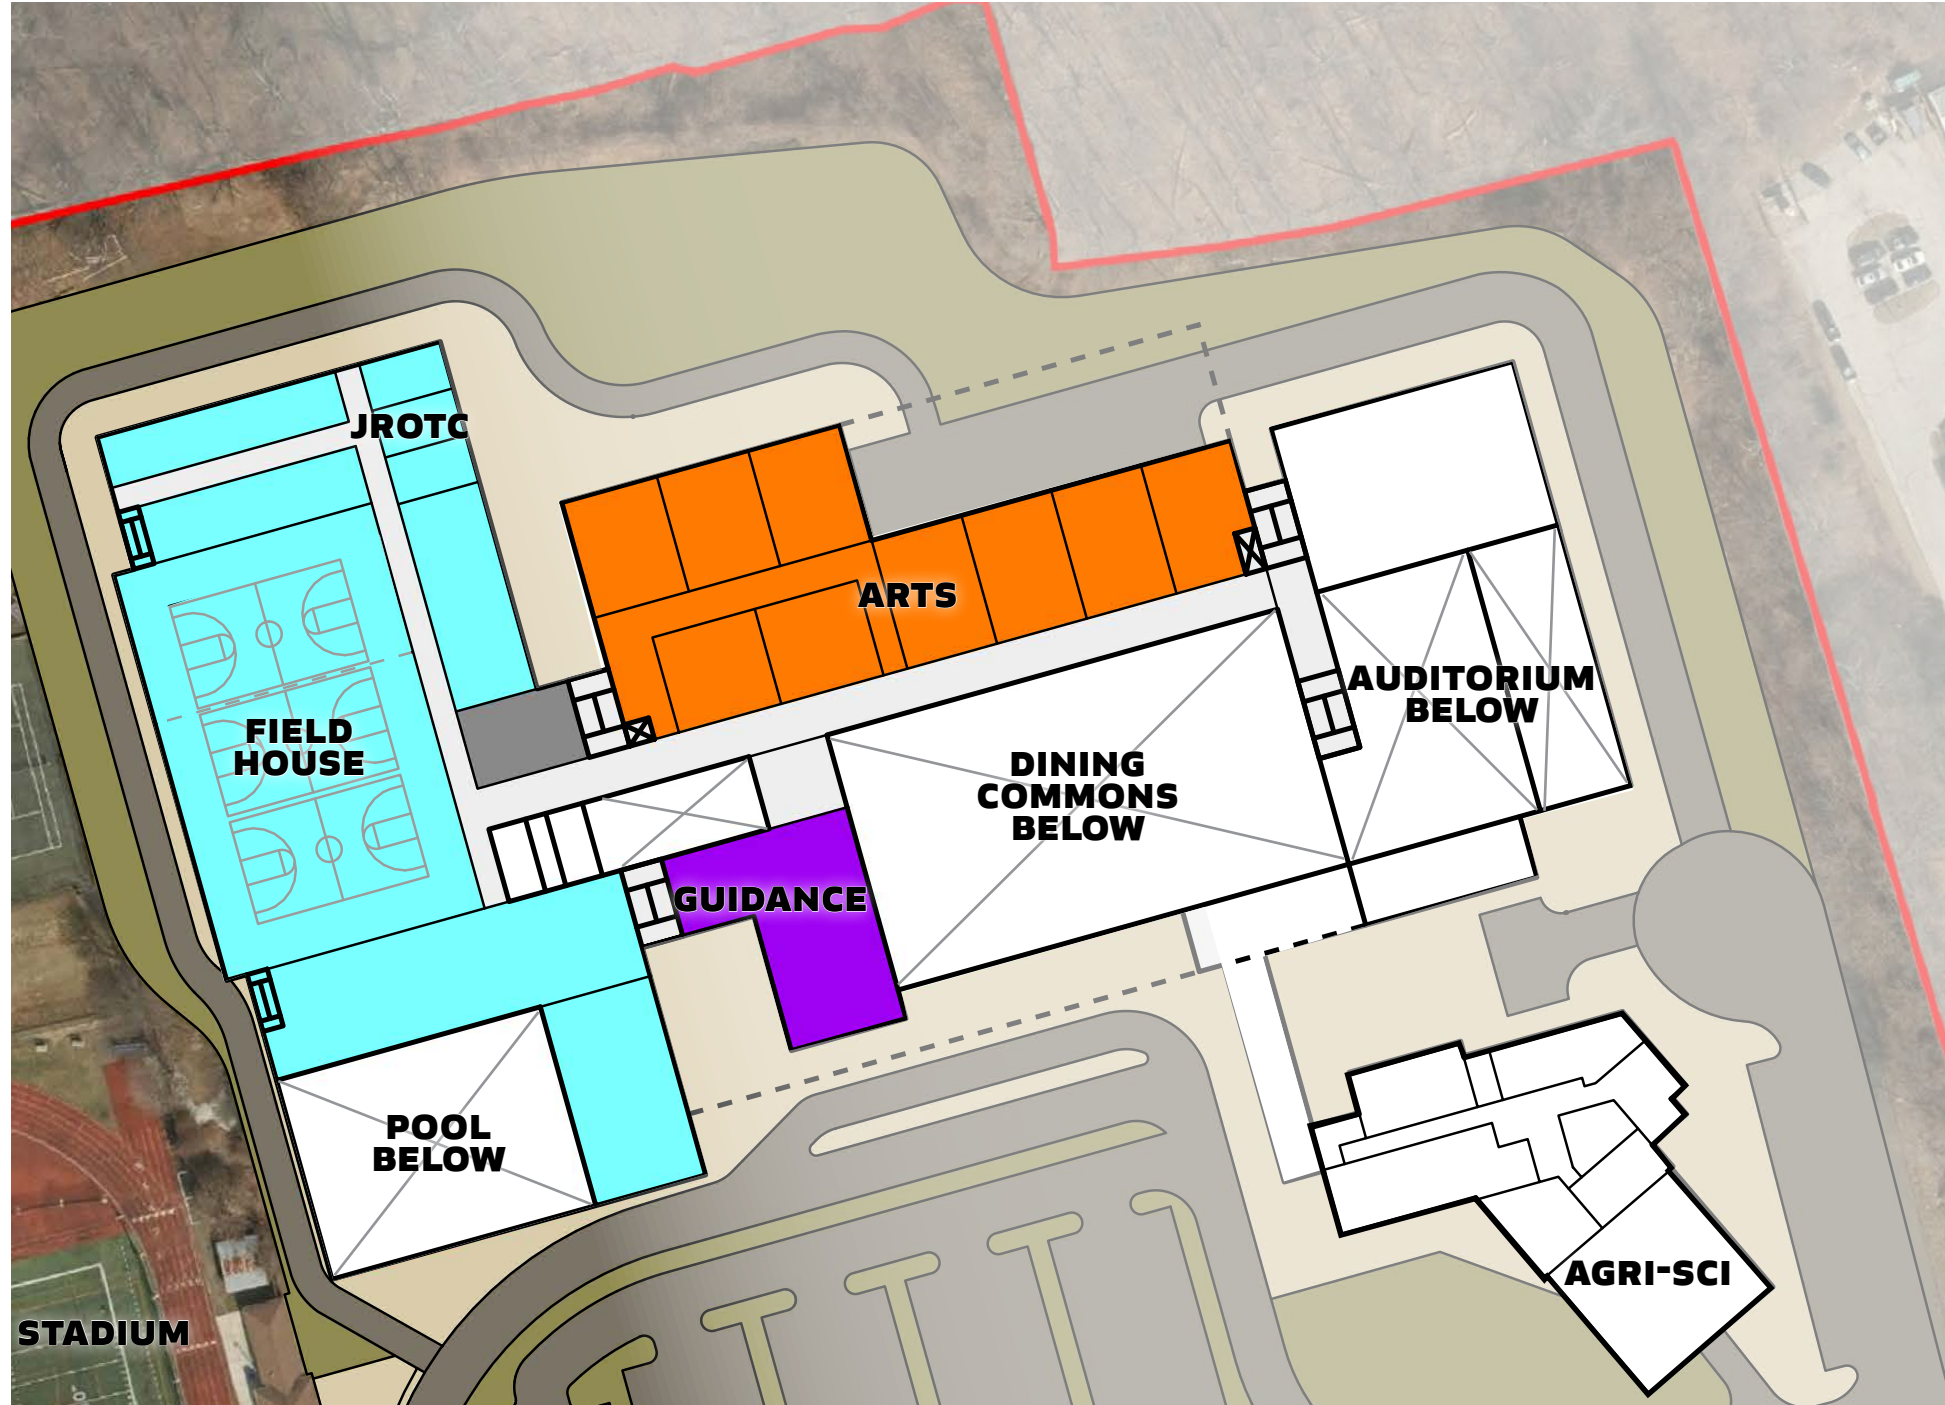 JROTC
ARTS
AUDITORIUM
BELOW
FIELD
HOUSE
DINING
COMMONS
BELOW
GUIDANCE
POOL
BELOW
AGRI-SCI
STADIUM